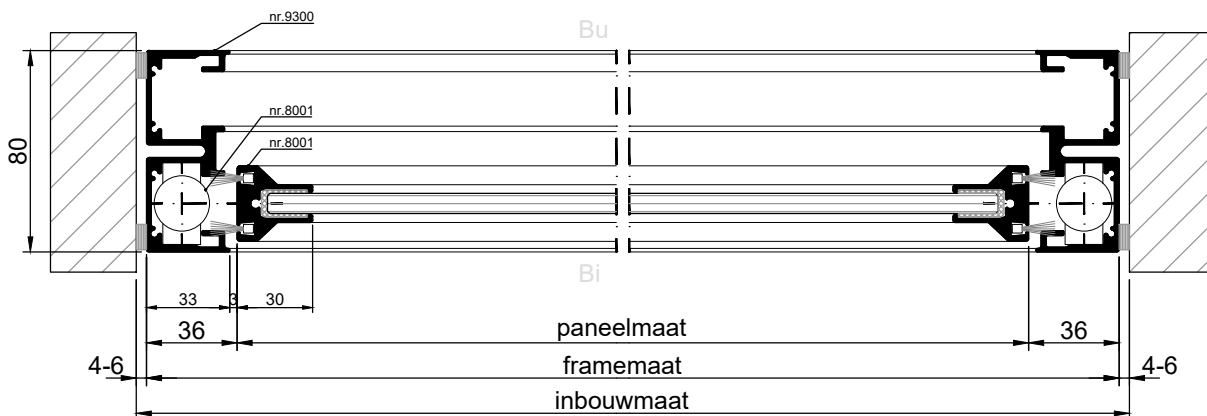 nr.9300
Bu
nr.8001
nr.8001
80
Bi
33 3 30
36 paneelmaat 36
4-6 framemaat 4-6
inbouwmaat